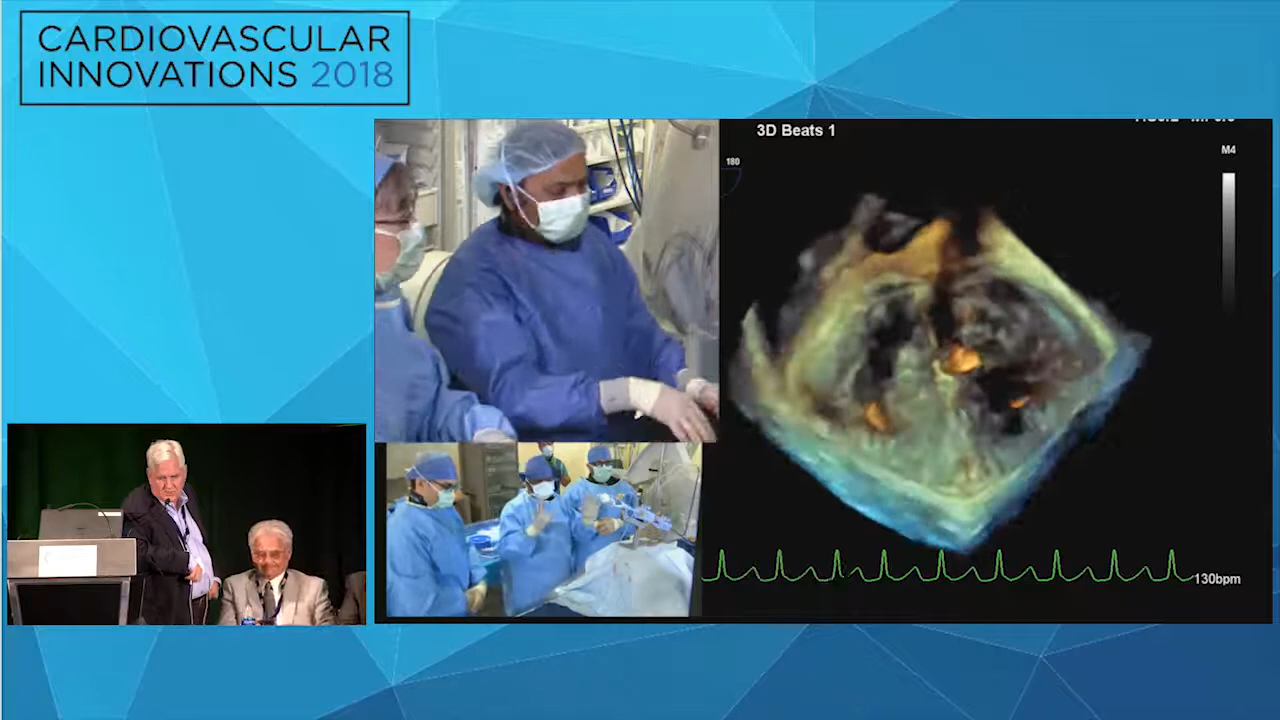 CARDIOVASCULAR
INNOVATIONS 2018
3D Beats 1
M4
180
130bpm